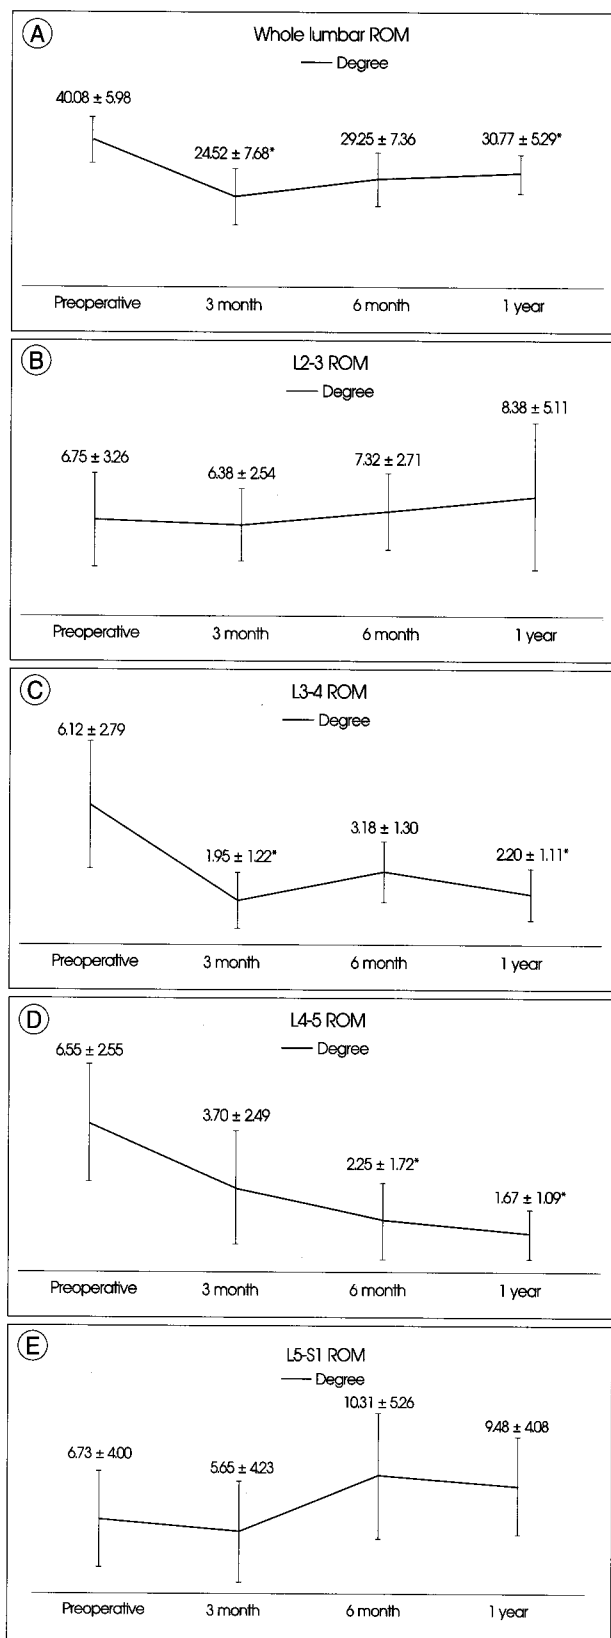 A
Whole lumbar ROM
Degree
40.08 ± 5.98
24.52 ± 7.68*
29.25 ± 7.36
30.77 ± 5.29*
Preoperative 3 month 6 month 1 year
B
L2-3 ROM
Degree
6.75 ± 3.26
6.38 ± 2.54
7.32 ± 2.71
8.38 ± 5.11
Preoperative 3 month 6 month 1 year
C
L3-4 ROM
Degree
6.12 ± 2.79
1.95 ± 1.22*
3.18 ± 1.30
2.20 ± 1.11*
Preoperative 3 month 6 month 1 year
D
L4-5 ROM
Degree
6.55 ± 2.55
3.70 ± 2.49
2.25 ± 1.72*
1.67 ± 1.09*
Preoperative 3 month 6 month 1 year
E
L5-S1 ROM
Degree
6.73 ± 4.00
5.65 ± 4.23
10.31 ± 5.26
9.48 ± 4.08
Preoperative 3 month 6 month 1 year